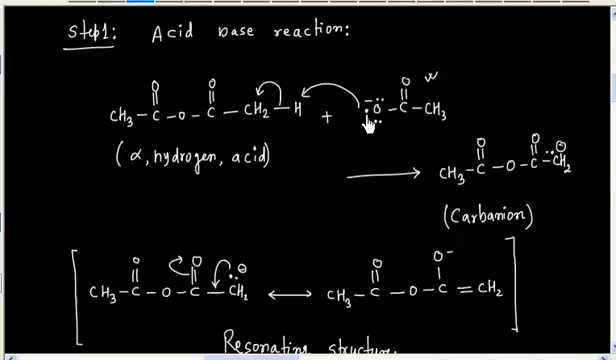 Step1: Acid base reaction:
O O O
CH3-C-O-C-CH2-H + O-C-CH3
(α, hydrogen, acid)
O O
CH3-C-O-C-CH2
(Carbanion)
O O O O-
CH3-C-O-C-CH2 ⟷ CH3-C-O-C=CH2
Resonating structure.